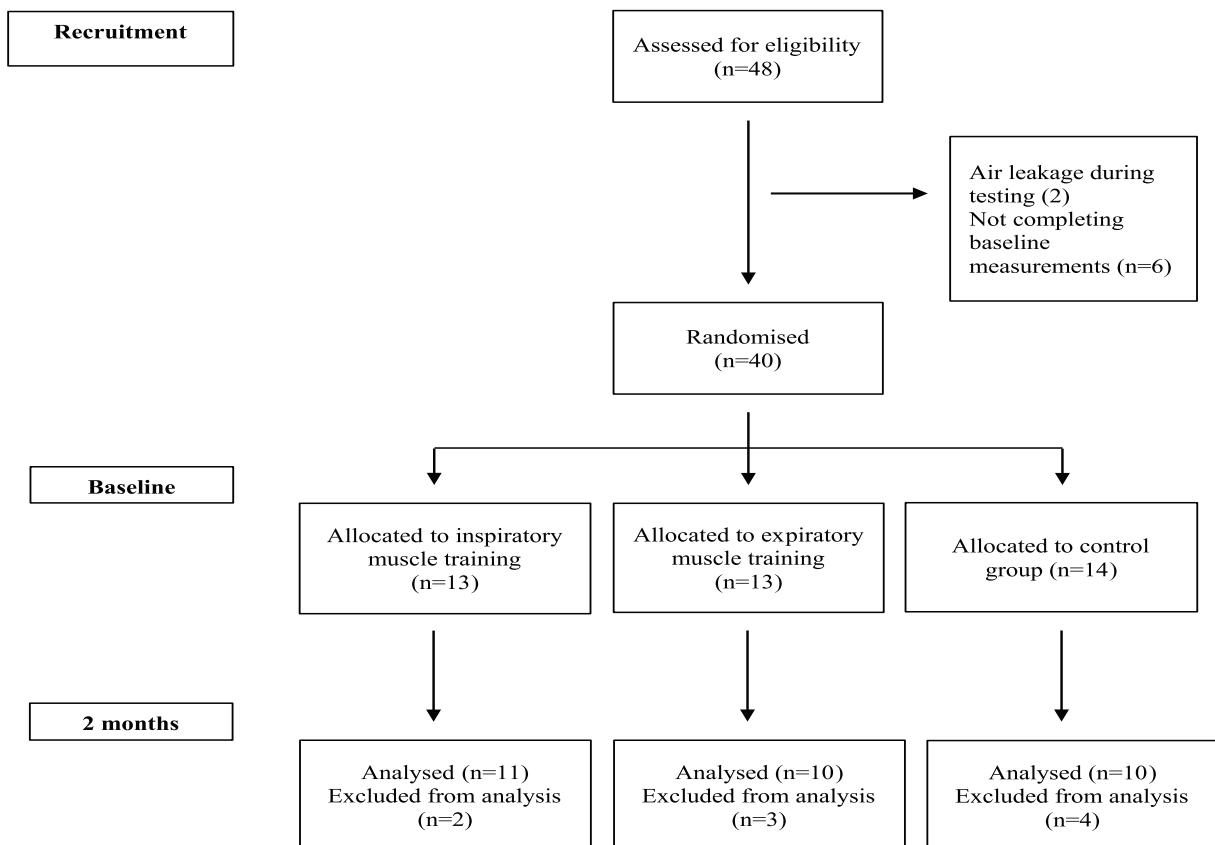 Recruitment
Assessed for eligibility
(n=48)
Air leakage during
testing (2)
Not completing
baseline
measurements (n=6)
Randomised
(n=40)
Baseline
Allocated to inspiratory
muscle training
(n=13)
Allocated to expiratory
muscle training
(n=13)
Allocated to control
group (n=14)
2 months
Analysed (n=11)
Excluded from analysis
(n=2)
Analysed (n=10)
Excluded from analysis
(n=3)
Analysed (n=10)
Excluded from analysis
(n=4)